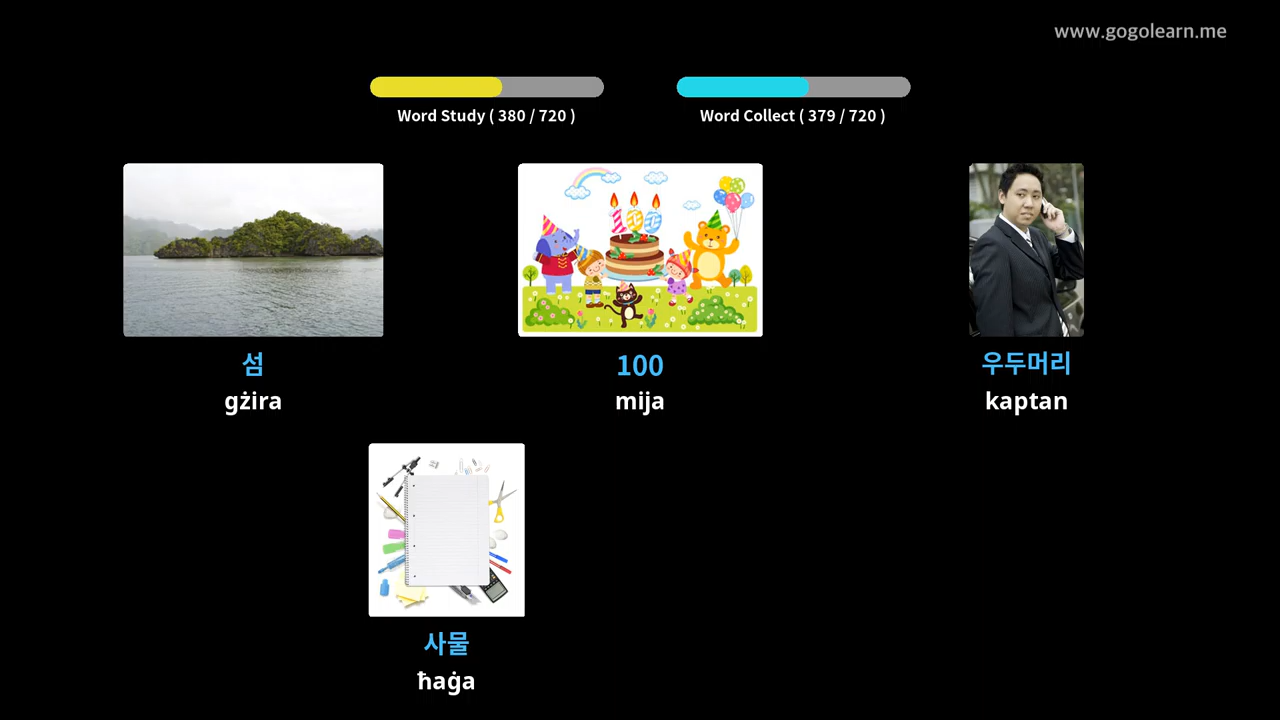 www.gogolearn.me
Word Study ( 380 / 720 )
Word Collect ( 379 / 720 )
섬
gżira
100
100
mija
우두머리
kaptan
사물
ħaġa